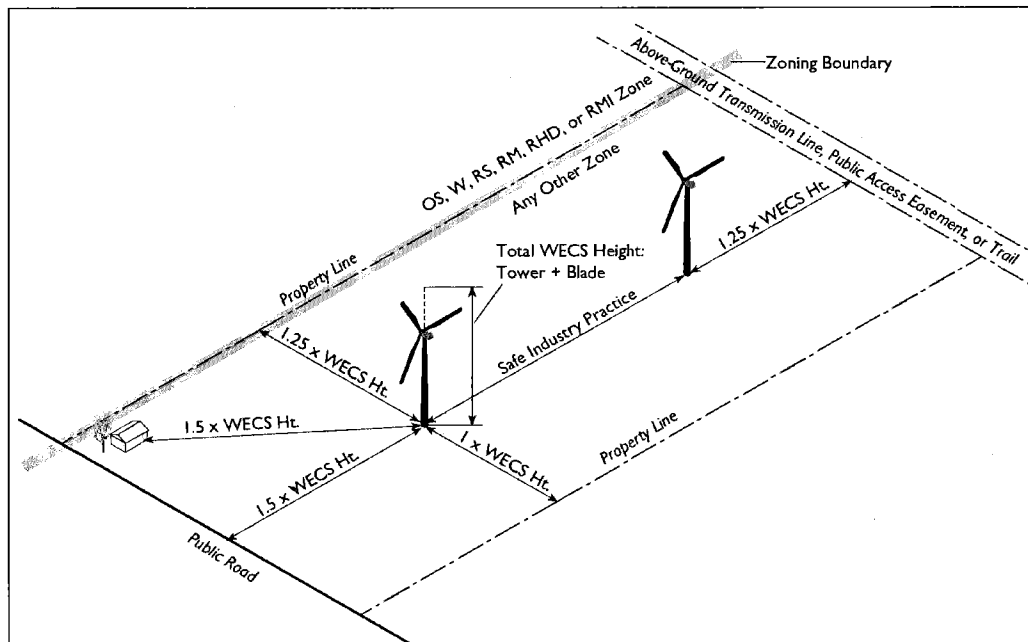 Zoning Boundary
Above-Ground Transmission Line, Public Access Easement, or Trail
OS, W, RS, RM, RHD, or RMI Zone
Any Other Zone
1.25 x WECS Ht.
Total WECS Height:
Tower + Blade
Property Line
Safe Industry Practice
1.25 x WECS Ht.
1.5 x WECS Ht.
1 x WECS Ht.
Property Line
1.5 x WECS Ht.
Public Road